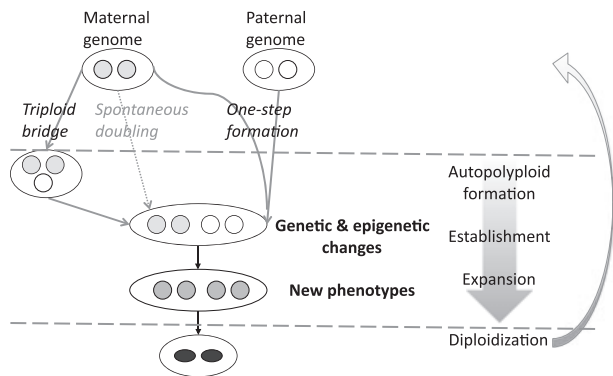 Maternal
genome
Paternal
genome
Triploid
bridge
Spontaneous
doubling
One-step
formation
Autopolyploid
formation
Genetic & epigenetic
changes
Establishment
New phenotypes
Expansion
Diploidization